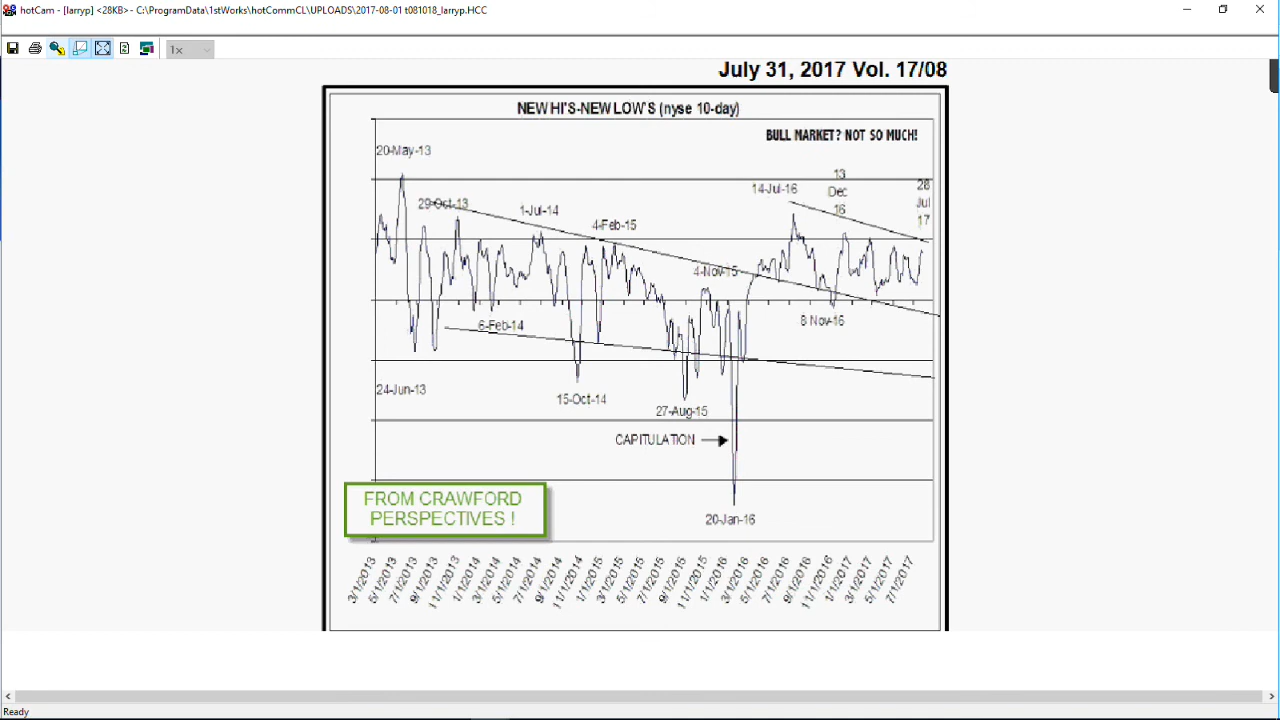 hotCam - [larryp] <28KB> - C:\ProgramData\1stWorks\hotCommCL\UPLOADS\2017-08-01 t081018_larryp.HCC
1x
July 31, 2017 Vol. 17/08
NEW HI'S-NEW LOW'S (nyse 10-day)
BULL MARKET? NOT SO MUCH!
20-May-13
29-Oct-13
1-Jul-14
4-Feb-15
4-Nov-15
14-Jul-16
13
Dec
16
28
Jul
17
6-Feb-14
8 Nov-16
24-Jun-13
15-Oct-14
27-Aug-15
CAPITULATION
20-Jan-16
FROM CRAWFORD
PERSPECTIVES !
3/1/2013
5/1/2013
7/1/2013
9/1/2013
11/1/2013
1/1/2014
3/1/2014
5/1/2014
7/1/2014
9/1/2014
11/1/2014
1/1/2015
3/1/2015
5/1/2015
7/1/2015
9/1/2015
11/1/2015
1/1/2016
3/1/2016
5/1/2016
7/1/2016
9/1/2016
11/1/2016
1/1/2017
3/1/2017
5/1/2017
7/1/2017
Ready